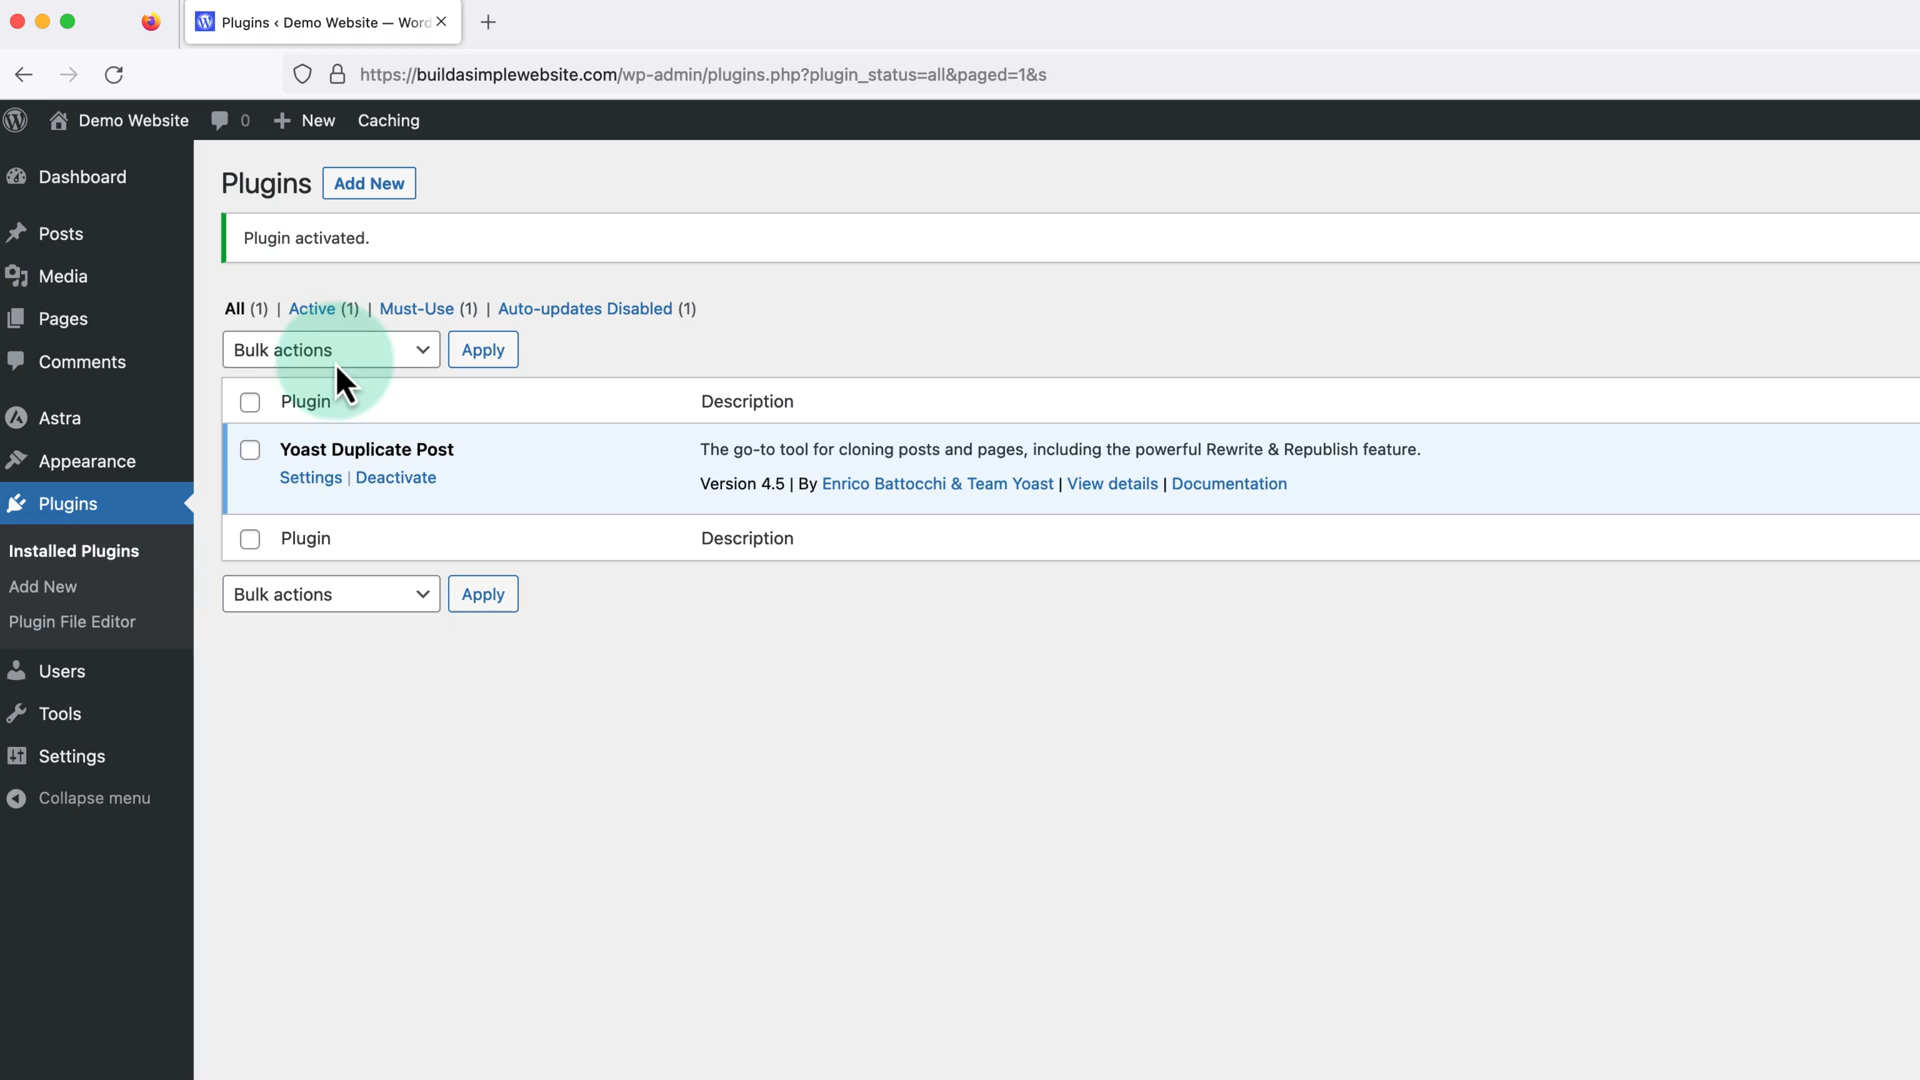 Plugins ‹ Demo Website — Word
https://buildasimplewebsite.com/wp-admin/plugins.php?plugin_status=all&paged=1&s
Demo Website 0 New Caching
Dashboard
Posts
Media
Pages
Comments
Astra
Appearance
Plugins
Installed Plugins
Add New
Plugin File Editor
Users
Tools
Settings
Collapse menu
Plugins Add New
Plugin activated.
All (1) | Active (1) | Must-Use (1) | Auto-updates Disabled (1)
Bulk actions Apply
Plugin Description
Yoast Duplicate Post The go-to tool for cloning posts and pages, including the powerful Rewrite & Republish feature.
Settings | Deactivate
Version 4.5 | By Enrico Battocchi & Team Yoast | View details | Documentation
Plugin Description
Bulk actions Apply